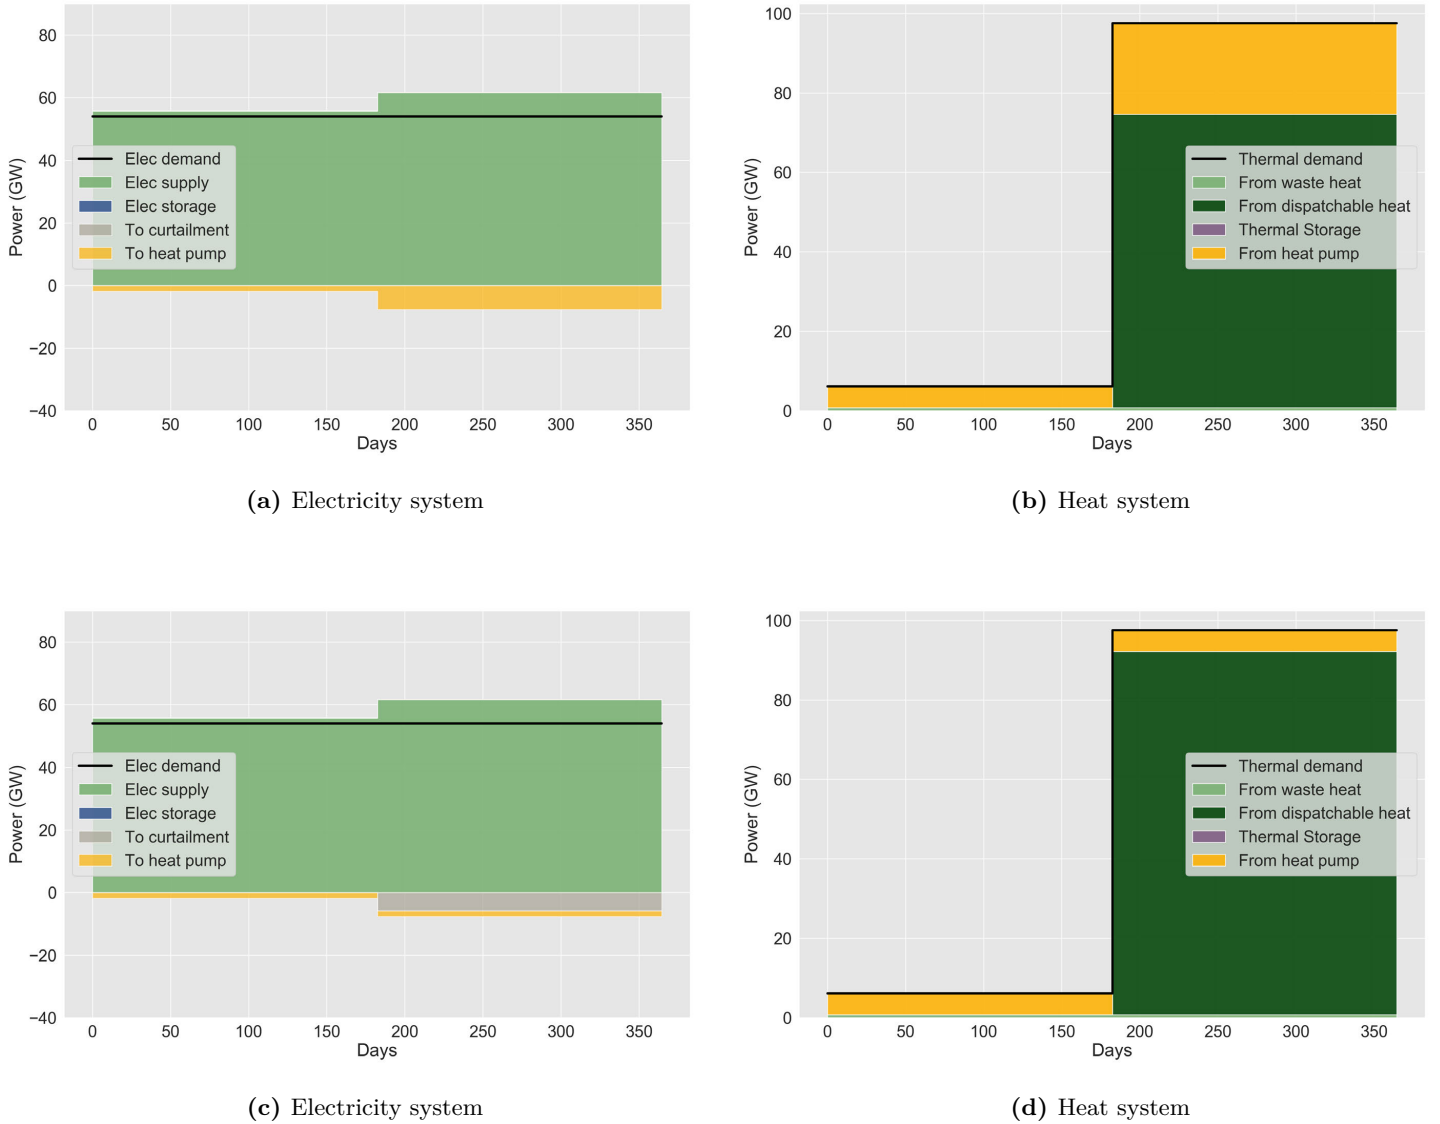 80
60
40
20
0
−20
−40
Power (GW)
Elec demand
Elec supply
Elec storage
To curtailment
To heat pump
0 50 100 150 200 250 300 350
Days
(a) Electricity system
100
80
60
40
20
0
Power (GW)
Thermal demand
From waste heat
From dispatchable heat
Thermal Storage
From heat pump
0 50 100 150 200 250 300 350
Days
(b) Heat system
80
60
40
20
0
−20
−40
Power (GW)
Elec demand
Elec supply
Elec storage
To curtailment
To heat pump
0 50 100 150 200 250 300 350
Days
(c) Electricity system
100
80
60
40
20
0
Power (GW)
Thermal demand
From waste heat
From dispatchable heat
Thermal Storage
From heat pump
0 50 100 150 200 250 300 350
Days
(d) Heat system